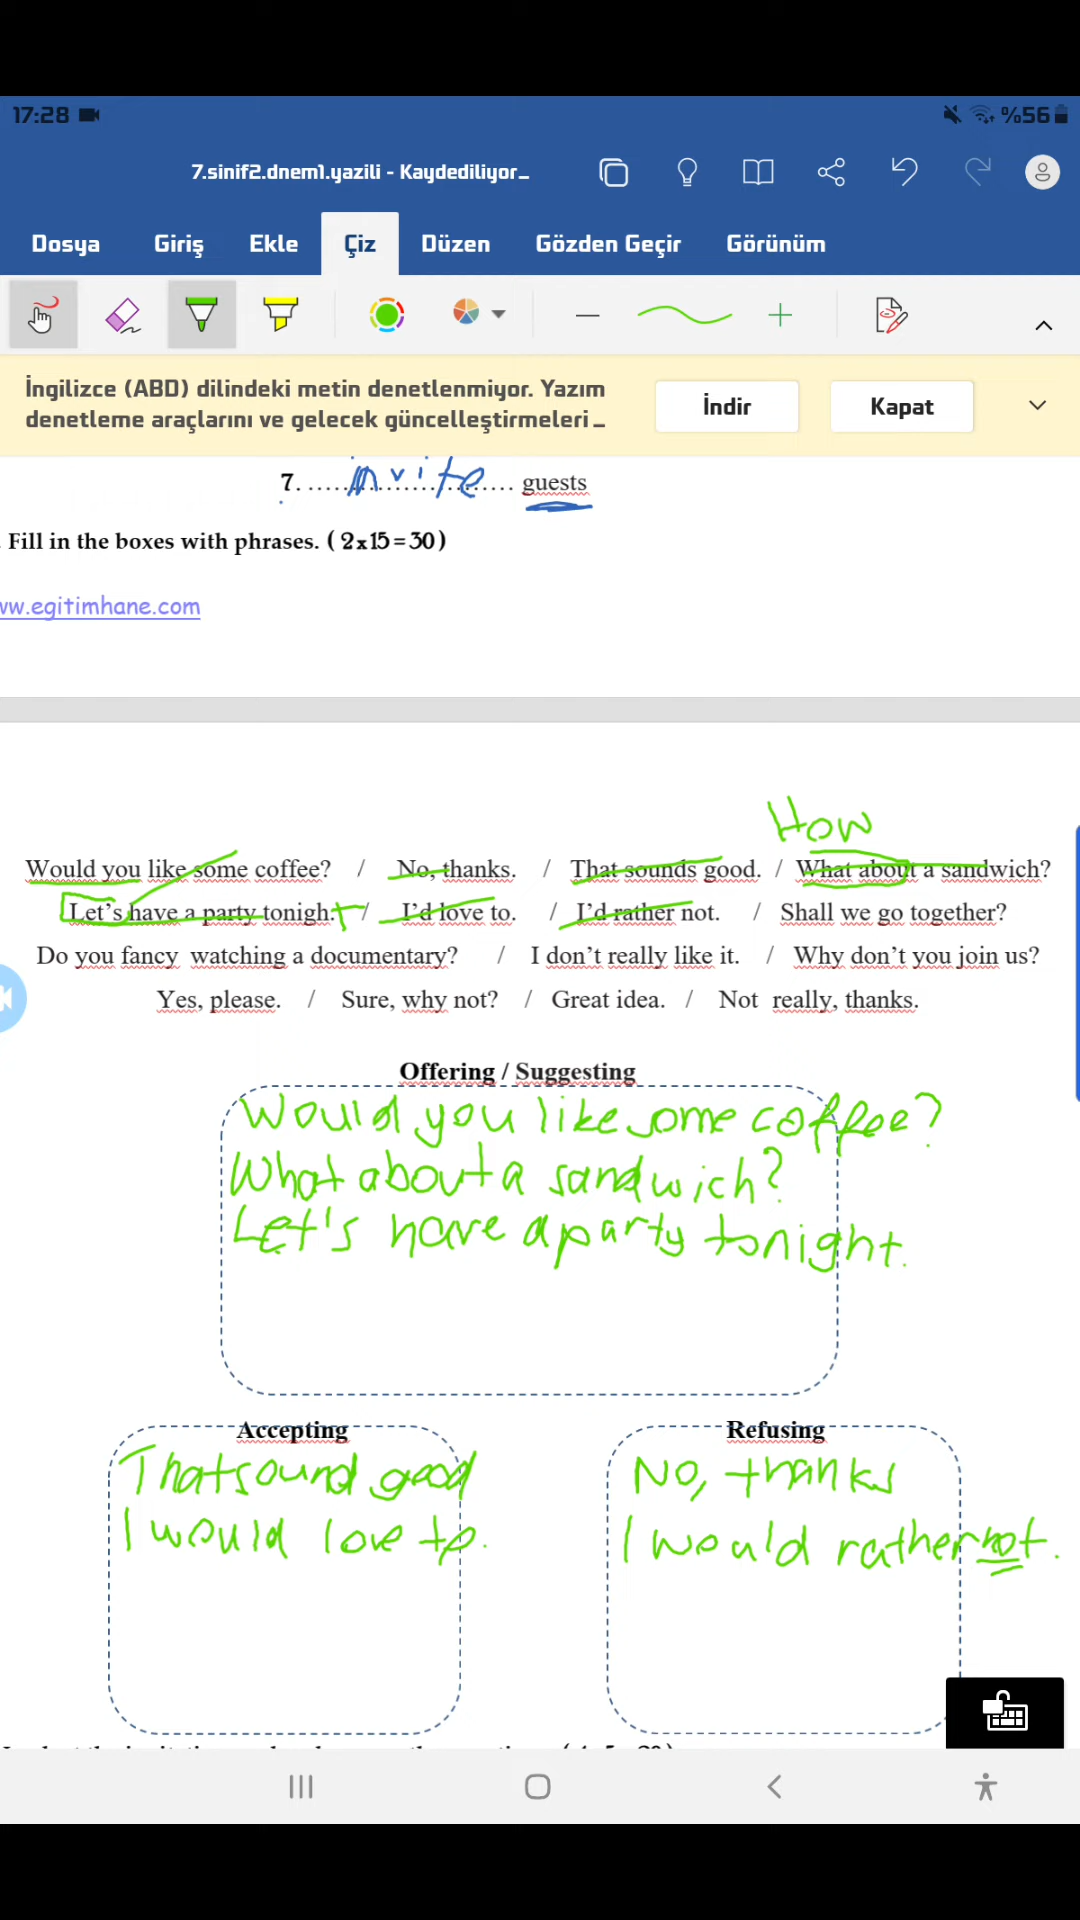 17:28 %56
7.sinif2.dnem1.yazili - Kaydediliyor_
Dosya Giriş Ekle Çiz Düzen Gözden Geçir Görünüm
İngilizce (ABD) dilindeki metin denetlenmiyor. Yazım
denetleme araçlarını ve gelecek güncelleştirmeleri _
İndir Kapat
7. ...... invite ...... guests
. Fill in the boxes with phrases. ( 2x15=30)
ww.egitimhane.com
How
Would you like some coffee? / No, thanks. / That sounds good. / What about a sandwich?
Let's have a party tonigh.t / I'd love to. / I'd rather not. / Shall we go together?
Do you fancy watching a documentary? / I don't really like it. / Why don't you join us?
Yes, please. / Sure, why not? / Great idea. / Not really, thanks.
Offering / Suggesting
Would you like some coffee?
What about a sandwich?
Let's have a party tonight.
Accepting Refusing
That sound good No, thanks
I would love to. I would rather not.